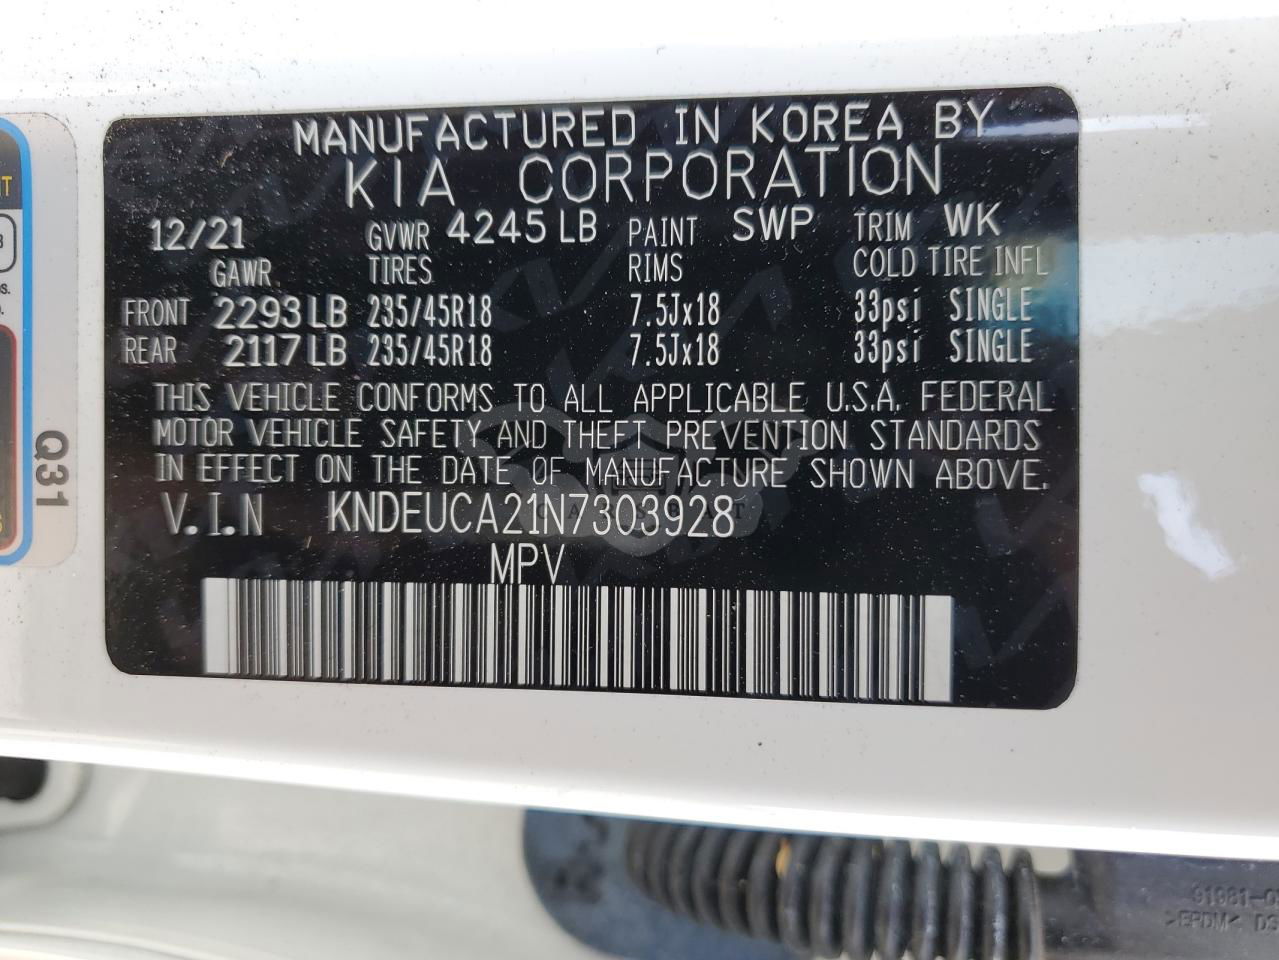 MANUFACTURED IN KOREA BY
KIA CORPORATION
12/21 GVWR 4245 LB PAINT SWP TRIM WK
GAWR TIRES RIMS COLD TIRE INFL
FRONT 2293 LB 235/45R18 7.5Jx18 33psi SINGLE
REAR 2117 LB 235/45R18 7.5Jx18 33psi SINGLE
THIS VEHICLE CONFORMS TO ALL APPLICABLE U.S.A. FEDERAL
MOTOR VEHICLE SAFETY AND THEFT PREVENTION STANDARDS
IN EFFECT ON THE DATE OF MANUFACTURE SHOWN ABOVE.
V.I.N KNDEUCA21N7303928
MPV
Q31
>EPDM<